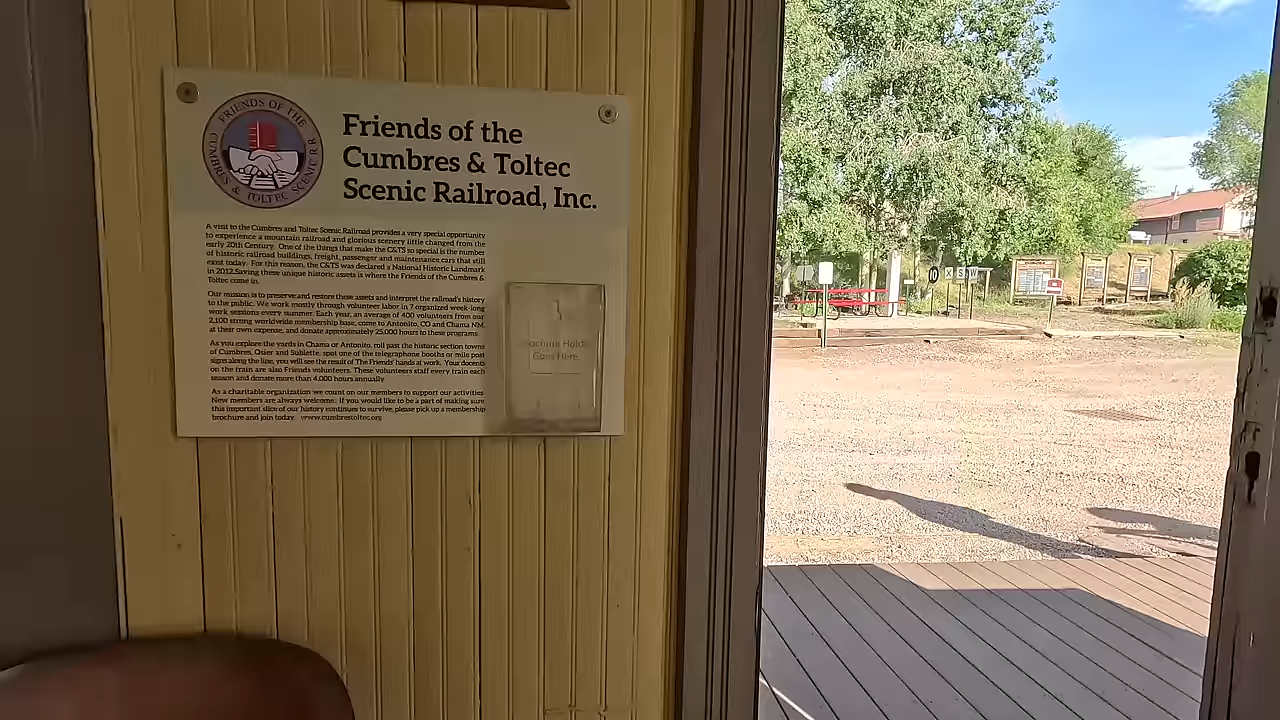 FRIENDS OF THE
CUMBRES & TOLTEC SCENIC R R
Friends of the
Cumbres & Toltec
Scenic Railroad, Inc.
A visit to the Cumbres and Toltec Scenic Railroad provides a very special opportunity
to experience a mountain railroad and glorious scenery little changed from the
early 20th Century. One of the things that make the C&TS so special is the number
of historic railroad buildings, freight, passenger and maintenance cars that still
exist today. For this reason, the C&TS was declared a National Historic Landmark
in 2012.Saving these unique historic assets is where the Friends of the Cumbres &
Toltec come in.
Our mission is to preserve and restore these assets and interpret the railroad's history
to the public. We work mostly through volunteer labor in 7 organized week-long
work sessions every summer. Each year, an average of 400 volunteers from our
2,100 strong worldwide membership base, come to Antonito, CO and Chama NM,
at their own expense, and donate approximately 25,000 hours to these programs.
As you explore the yards in Chama or Antonito, roll past the historic section towns
of Cumbres, Osier and Sublette, spot one of the telegraphone booths or mile post
signs along the line, you will see the result of The Friends' hands at work. Your docents
on the train are also Friends volunteers. These volunteers staff every train each
season and donate more than 4,000 hours annually.
As a charitable organization we count on our members to support our activities.
New members are always welcome. If you would like to be a part of making sure
this important slice of our history continues to survive, please pick up a membership
brochure and join today. www.cumbrestoltec.org
Brochure Holder
Goes Here
X S W